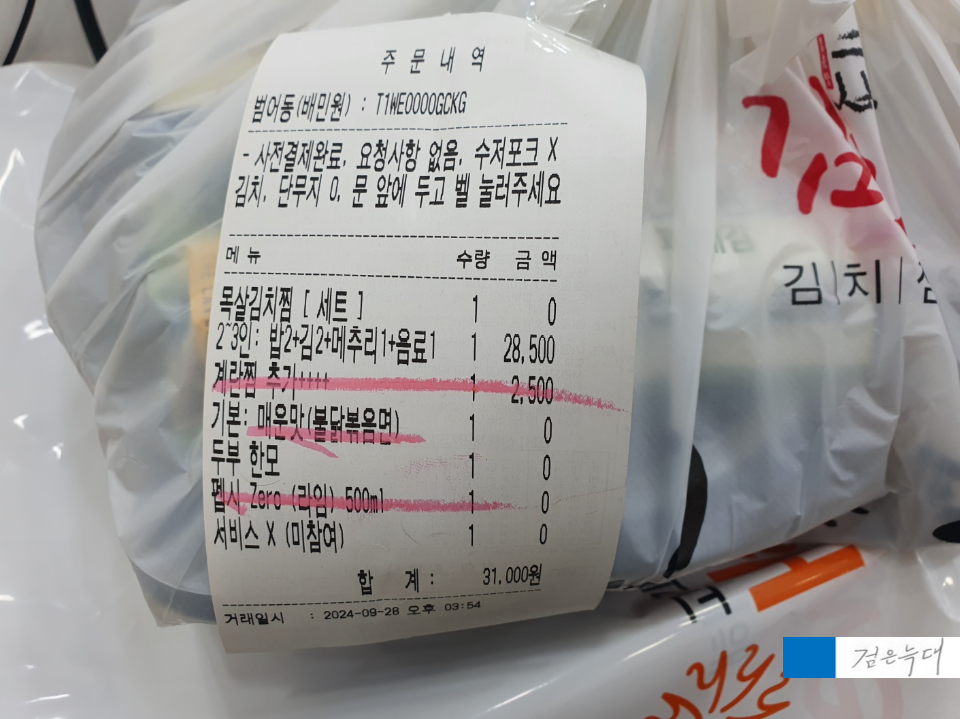 주 문 내 역
범어동(배민원) : T1WE0000GCKG
- 사전결제완료, 요청사항 없음, 수저포크 X
김치, 단무지 O, 문 앞에 두고 벨 눌러주세요
메 뉴 수량 금 액
목살김치찜 [ 세트 ] 1 0
2~3인: 밥2+김2+메추리1+음료1 1 28,500
계란찜 추가++++ 1 2,500
기본: 매운맛(불닭볶음면) 1 0
두부 한모 1 0
펩시 Zero (라임) 500ml 1 0
서비스 X (미참여) 1 0
합 계 : 31,000원
거래일시 : 2024-09-28 오후 03:54
김|치|
검은늑대